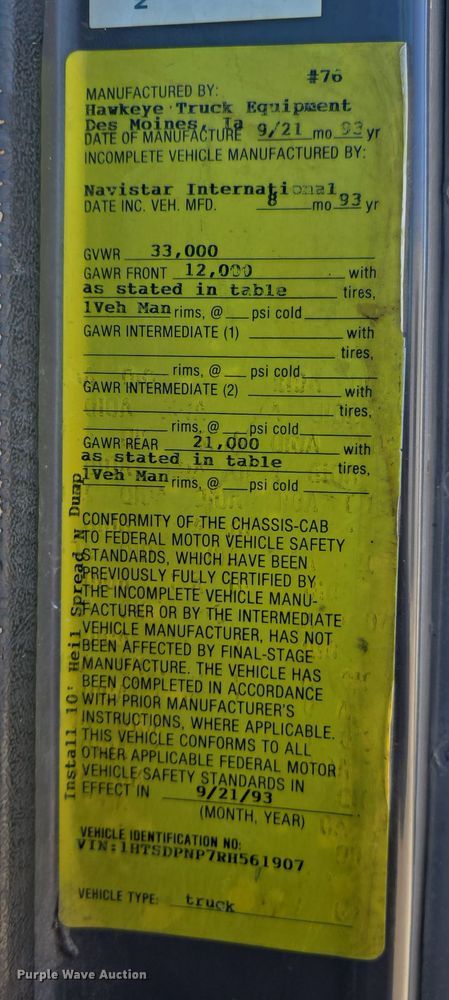 2
#76
MANUFACTURED BY:
Hawkeye Truck Equipment
Des Moines, Ia
DATE OF MANUFACTURE 9/21 mo. 93 yr
INCOMPLETE VEHICLE MANUFACTURED BY:
Navistar International
DATE INC. VEH. MFD. 8 mo. 93 yr
GVWR 33,000
GAWR FRONT 12,000 with
as stated in table tires,
1Veh Man rims, @ psi cold
GAWR INTERMEDIATE (1) with
tires,
rims, @ psi cold
GAWR INTERMEDIATE (2) with
tires,
rims, @ psi cold
GAWR REAR 21,000 with
as stated in table tires,
1Veh Man rims, @ psi cold
Install 10' Heil Spread N Dump
CONFORMITY OF THE CHASSIS-CAB
TO FEDERAL MOTOR VEHICLE SAFETY
STANDARDS, WHICH HAVE BEEN
PREVIOUSLY FULLY CERTIFIED BY
THE INCOMPLETE VEHICLE MANU-
FACTURER OR BY THE INTERMEDIATE
VEHICLE MANUFACTURER, HAS NOT
BEEN AFFECTED BY FINAL-STAGE
MANUFACTURE. THE VEHICLE HAS
BEEN COMPLETED IN ACCORDANCE
WITH PRIOR MANUFACTURER'S
INSTRUCTIONS, WHERE APPLICABLE.
THIS VEHICLE CONFORMS TO ALL
OTHER APPLICABLE FEDERAL MOTOR
VEHICLE SAFETY STANDARDS IN
EFFECT IN 9/21/93
(MONTH, YEAR)
VEHICLE IDENTIFICATION NO:
VIN:1HTSDPNP7RH561907
VEHICLE TYPE: truck
Purple Wave Auction